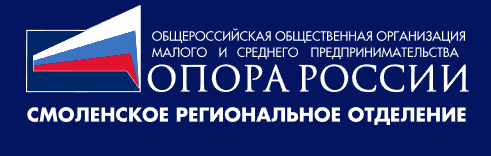 ОБЩЕРОССИЙСКАЯ ОБЩЕСТВЕННАЯ ОРГАНИЗАЦИЯ
МАЛОГО И СРЕДНЕГО ПРЕДПРИНИМАТЕЛЬСТВА
ОПОРА РОССИИ
СМОЛЕНСКОЕ РЕГИОНАЛЬНОЕ ОТДЕЛЕНИЕ